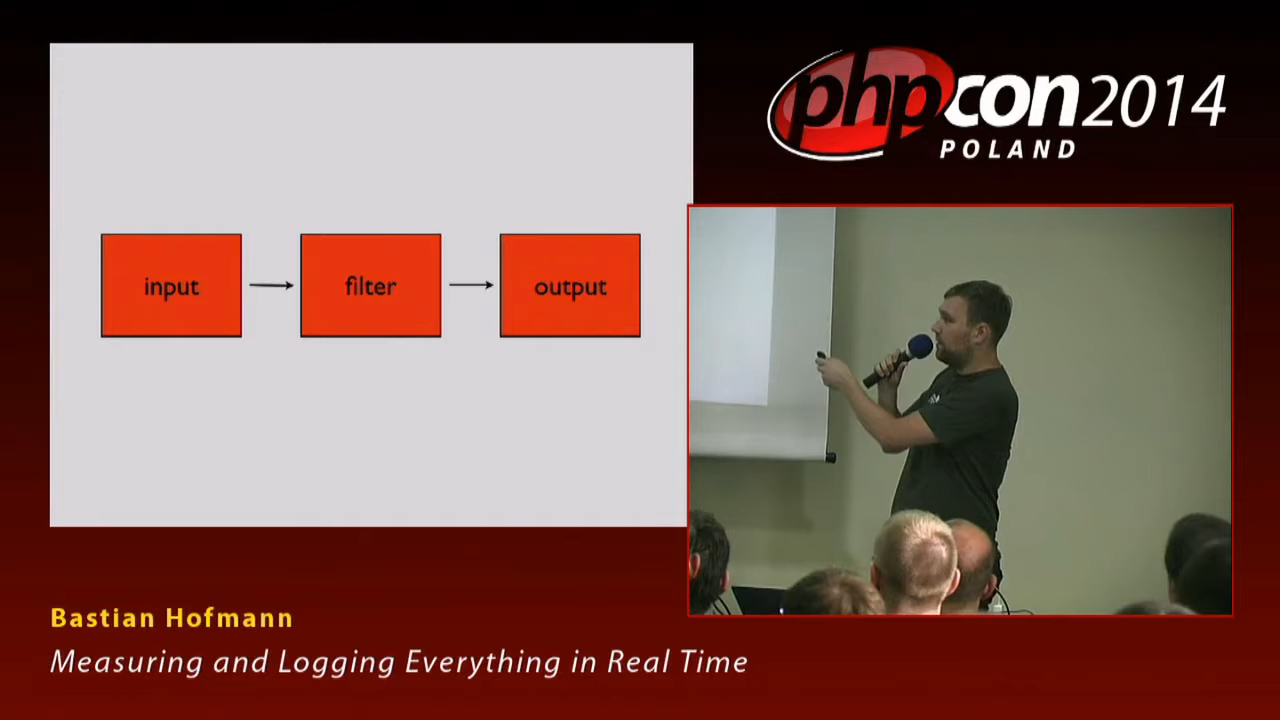 phpcon2014
POLAND
input
filter
output
Bastian Hofmann
Measuring and Logging Everything in Real Time